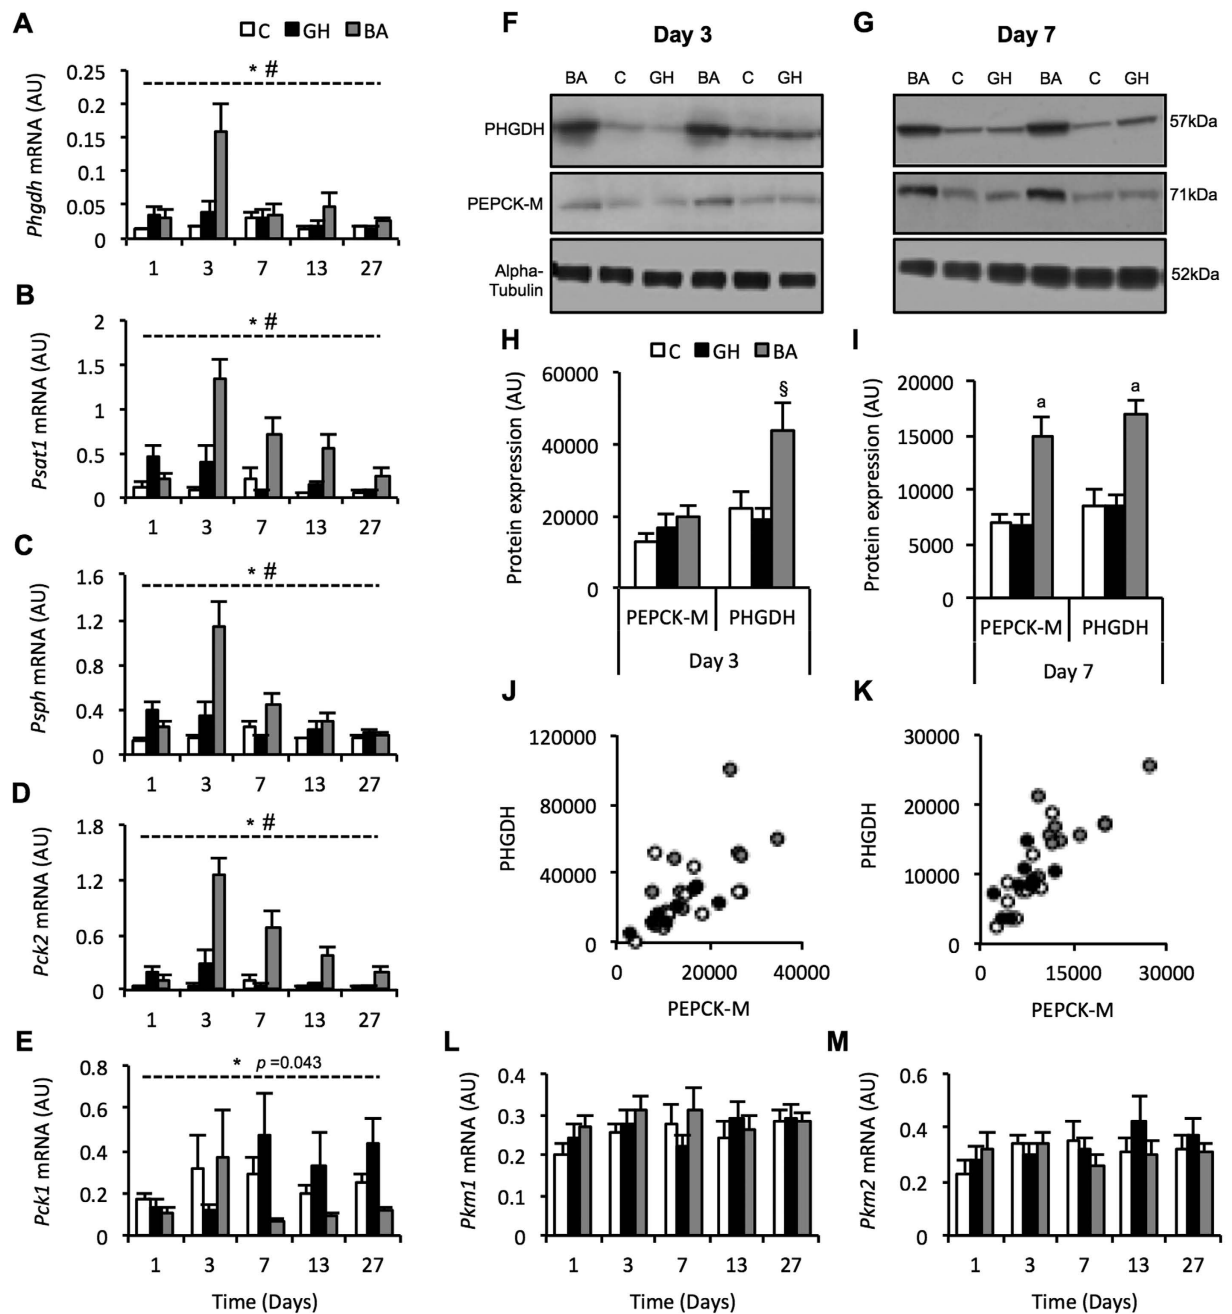 A
C GH BA
* #
0.25
0.2
0.15
0.1
0.05
0
Phgdh mRNA (AU)
1 3 7 13 27
B
* #
2
1.5
1
0.5
0
Psat1 mRNA (AU)
1 3 7 13 27
C
* #
1.6
1.2
0.8
0.4
0
Psph mRNA (AU)
1 3 7 13 27
D
* #
1.8
1.2
0.6
0
Pck2 mRNA (AU)
1 3 7 13 27
E
* p =0.043
0.8
0.6
0.4
0.2
0
Pck1 mRNA (AU)
1 3 7 13 27
Time (Days)
F
Day 3
BA C GH BA C GH
PHGDH
PEPCK-M
Alpha-
Tubulin
G
Day 7
BA C GH BA C GH
57kDa
71kDa
52kDa
H
C GH BA
60000
40000
20000
0
Protein expression (AU)
§
PEPCK-M PHGDH
Day 3
I
20000
15000
10000
5000
0
Protein expression (AU)
a a
PEPCK-M PHGDH
Day 7
J
120000
80000
40000
0
PHGDH
0 20000 40000
PEPCK-M
K
30000
20000
10000
0
PHGDH
0 15000 30000
PEPCK-M
L
0.4
0.3
0.2
0.1
0
Pkm1 mRNA (AU)
1 3 7 13 27
Time (Days)
M
0.6
0.4
0.2
0
Pkm2 mRNA (AU)
1 3 7 13 27
Time (Days)